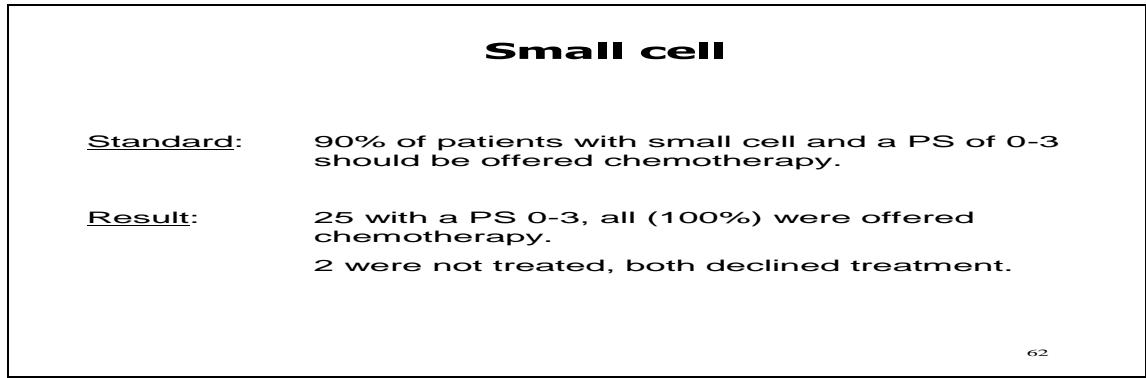 Small cell
Standard: 90% of patients with small cell and a PS of 0-3
should be offered chemotherapy.
Result: 25 with a PS 0-3, all (100%) were offered
chemotherapy.
2 were not treated, both declined treatment.
62